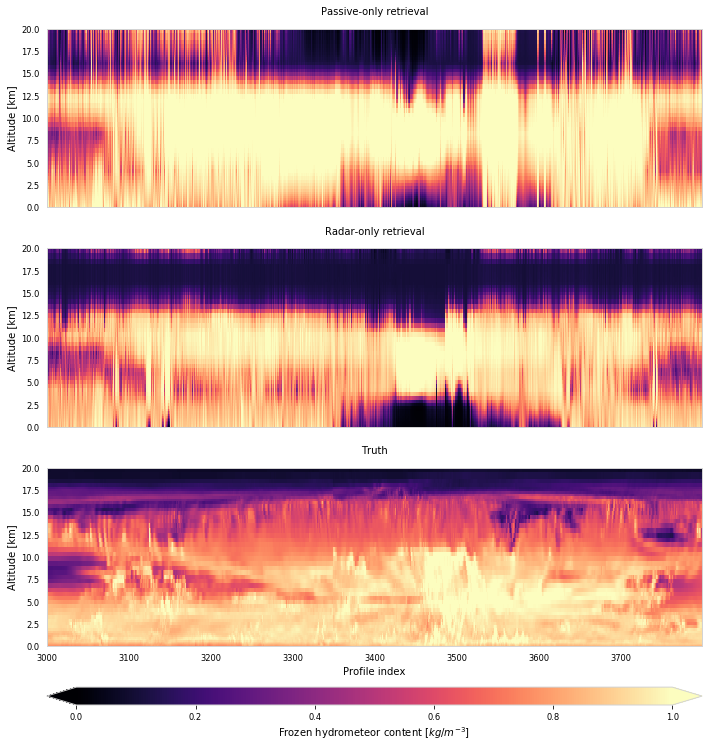 Passive-only retrieval
20.0
17.5
15.0
12.5
10.0
7.5
5.0
2.5
0.0
Altitude [km]
Radar-only retrieval
20.0
17.5
15.0
12.5
10.0
7.5
5.0
2.5
0.0
Altitude [km]
Truth
20.0
17.5
15.0
12.5
10.0
7.5
5.0
2.5
0.0
Altitude [km]
3000 3100 3200 3300 3400 3500 3600 3700
Profile index
0.0 0.2 0.4 0.6 0.8 1.0
Frozen hydrometeor content [kg/m⁻³]